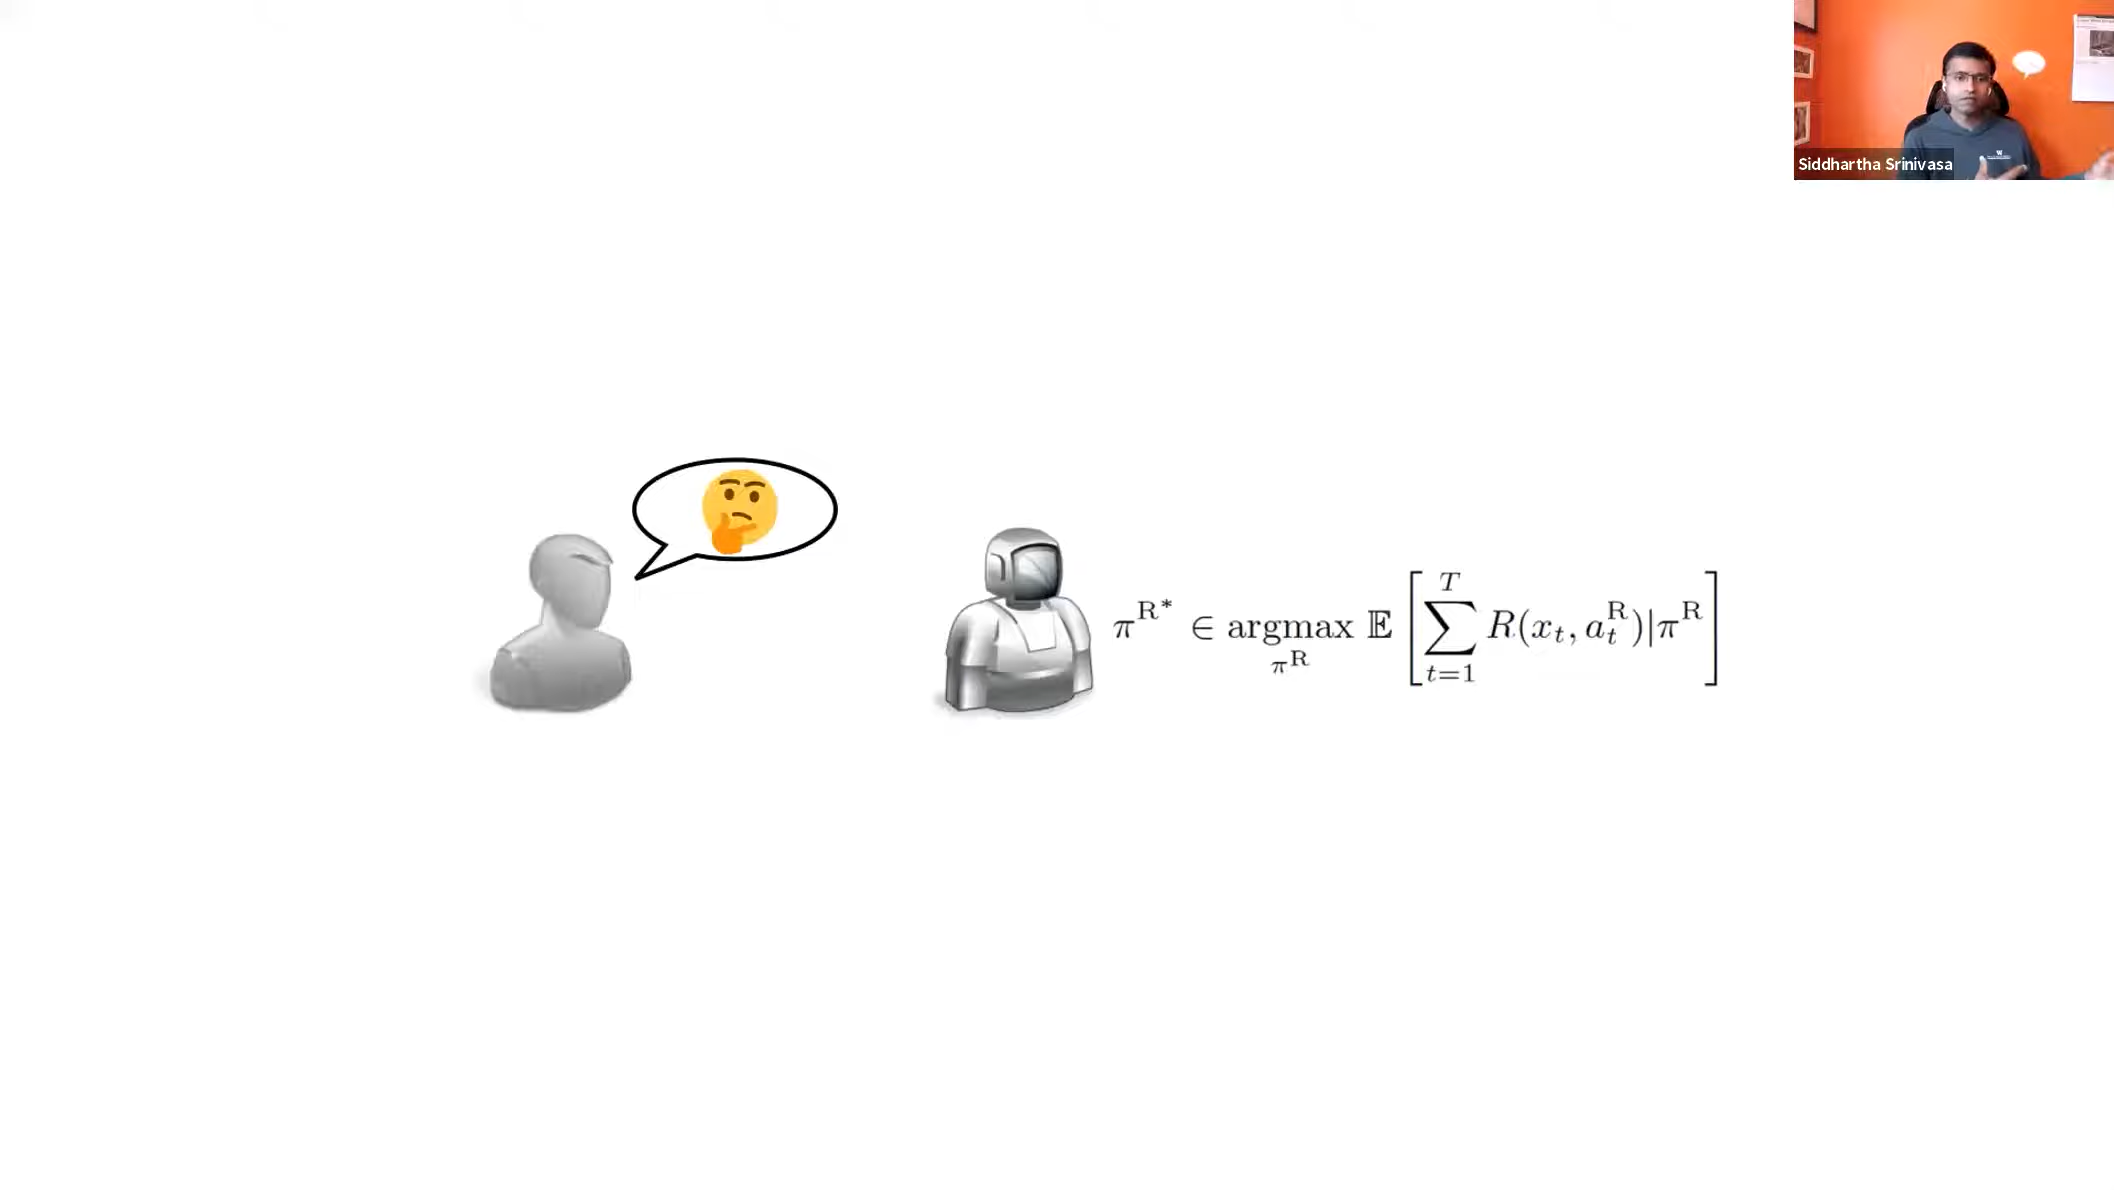 Siddhartha Srinivasa
π^{R*} ∈ argmax_{π^R} 𝔼 [ ∑_{t=1}^{T} R(x_t, a_t^R)|π^R ]